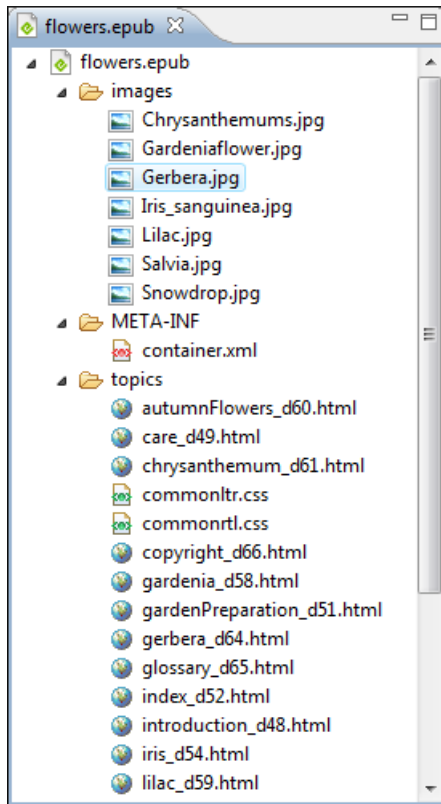 flowers.epub
flowers.epub
images
Chrysanthemums.jpg
Gardeniaflower.jpg
Gerbera.jpg
Iris_sanguinea.jpg
Lilac.jpg
Salvia.jpg
Snowdrop.jpg
META-INF
container.xml
topics
autumnFlowers_d60.html
care_d49.html
chrysanthemum_d61.html
commonltr.css
commonrtl.css
copyright_d66.html
gardenia_d58.html
gardenPreparation_d51.html
gerbera_d64.html
glossary_d65.html
index_d52.html
introduction_d48.html
iris_d54.html
lilac_d59.html